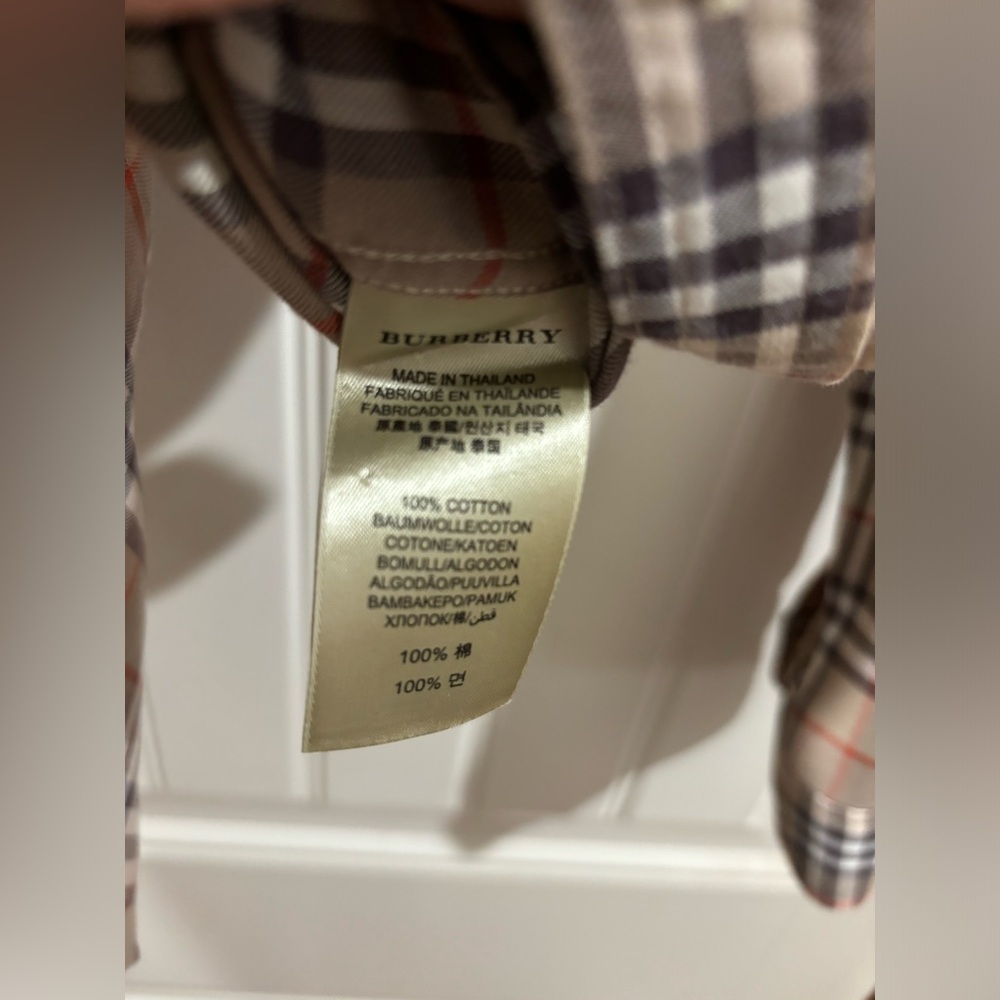 BURBERRY
MADE IN THAILAND
FABRIQUÉ EN THAÏLANDE
FABRICADO NA TAILÂNDIA
原產地 泰國/원산지 태국
原产地 泰国
100% COTTON
BAUMWOLLE/COTON
COTONE/KATOEN
BOMULL/ALGODON
ALGODÃO/PUUVILLA
BAMBAKEPO/PAMUK
ХЛОПОК/棉/قطن
100% 棉
100% 면